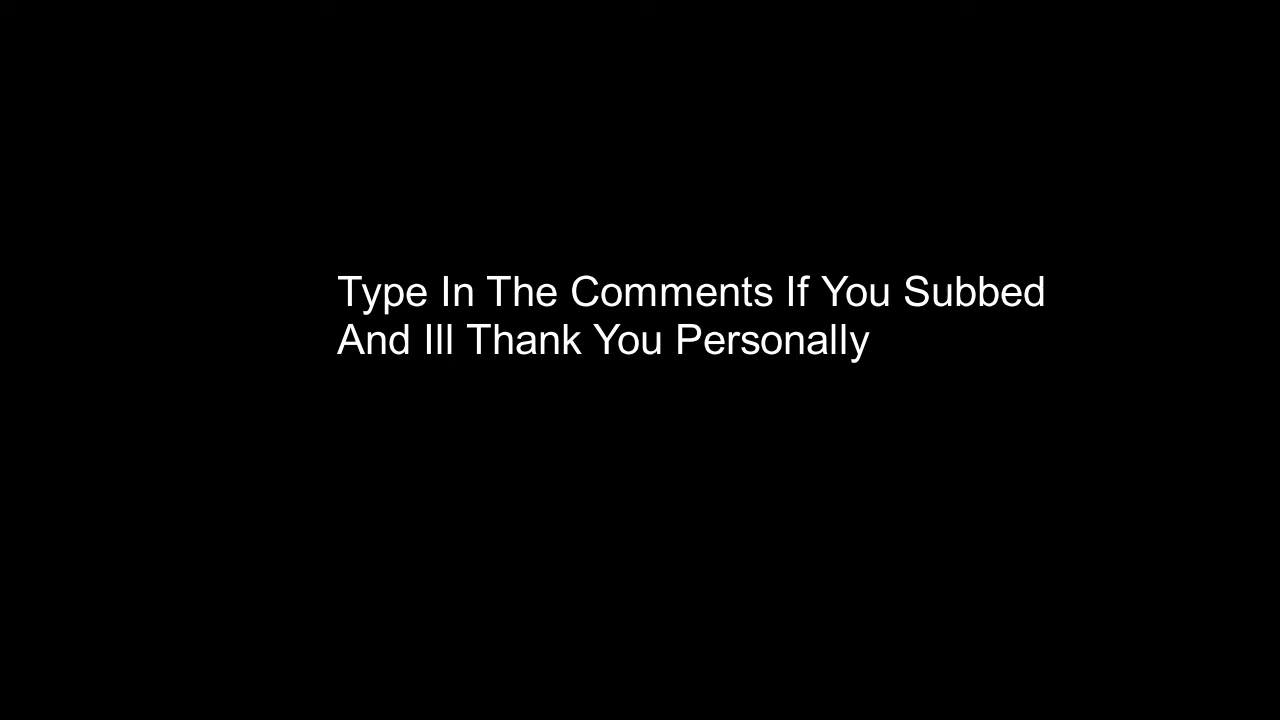 Type In The Comments If You Subbed
And Ill Thank You Personally